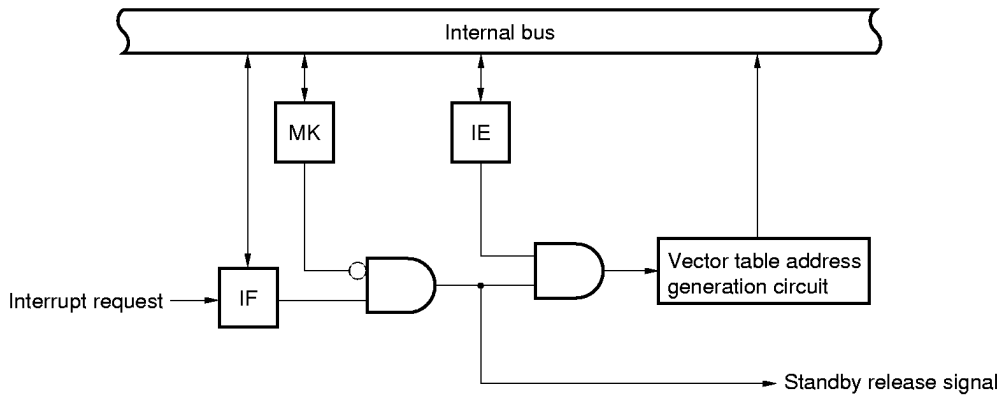 Internal bus
MK
IE
Vector table address
generation circuit
Interrupt request
IF
Standby release signal